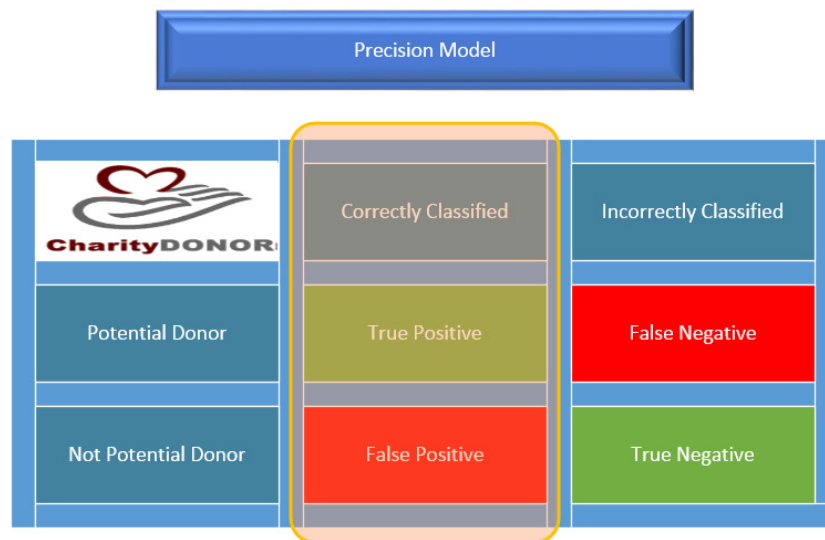 Precision Model
CharityDONOR
Correctly Classified
Incorrectly Classified
Potential Donor
True Positive
False Negative
Not Potential Donor
False Positive
True Negative